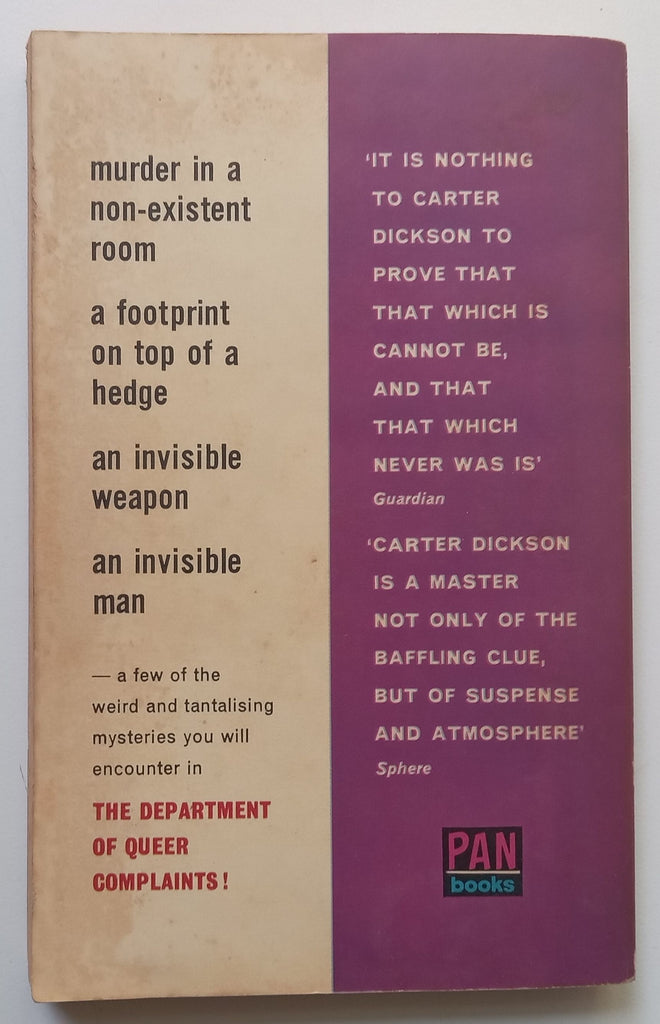 murder in a
non-existent
room
a footprint
on top of a
hedge
an invisible
weapon
an invisible
man
— a few of the
weird and tantalising
mysteries you will
encounter in
THE DEPARTMENT
OF QUEER
COMPLAINTS!
‘IT IS NOTHING
TO CARTER
DICKSON TO
PROVE THAT
THAT WHICH IS
CANNOT BE,
AND THAT
THAT WHICH
NEVER WAS IS’
Guardian
‘CARTER DICKSON
IS A MASTER
NOT ONLY OF THE
BAFFLING CLUE,
BUT OF SUSPENSE
AND ATMOSPHERE’
Sphere
PAN
books